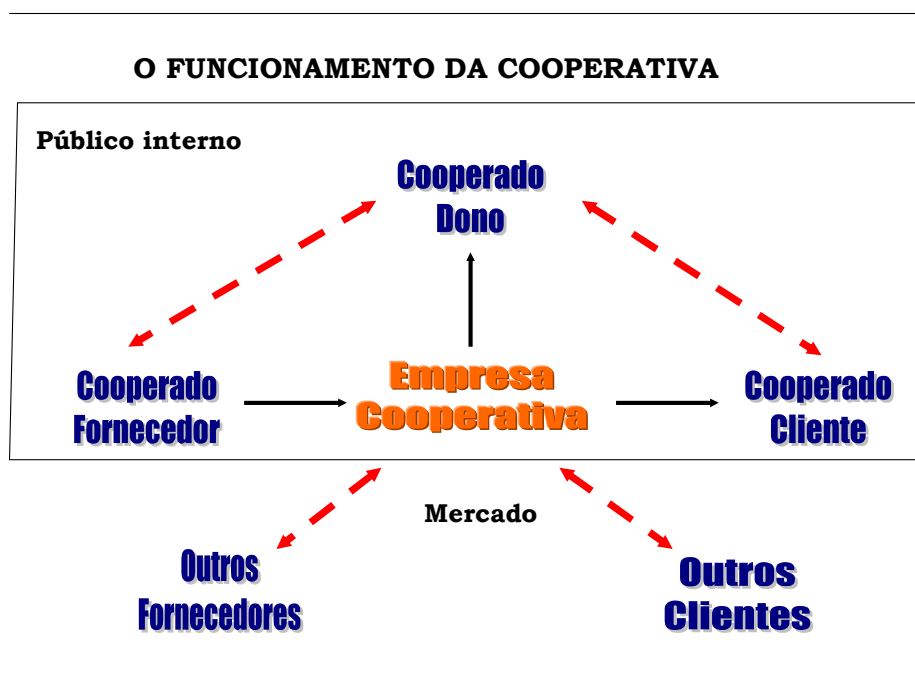 O FUNCIONAMENTO DA COOPERATIVA
Público interno
Cooperado
Dono
Cooperado
Fornecedor
Empresa
Cooperativa
Cooperado
Cliente
Mercado
Outros
Fornecedores
Outros
Clientes